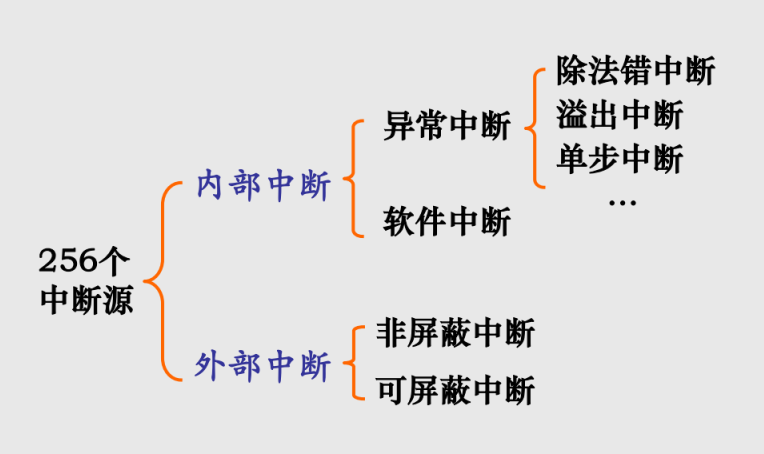 256个
中断源
内部中断
异常中断
除法错中断
溢出中断
单步中断
…
软件中断
外部中断
非屏蔽中断
可屏蔽中断